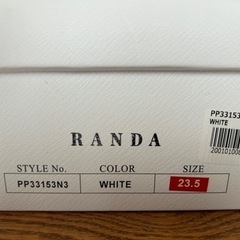 PP33153
WHITE
RANDA
STYLE No. COLOR SIZE
PP33153N3 WHITE 23.5